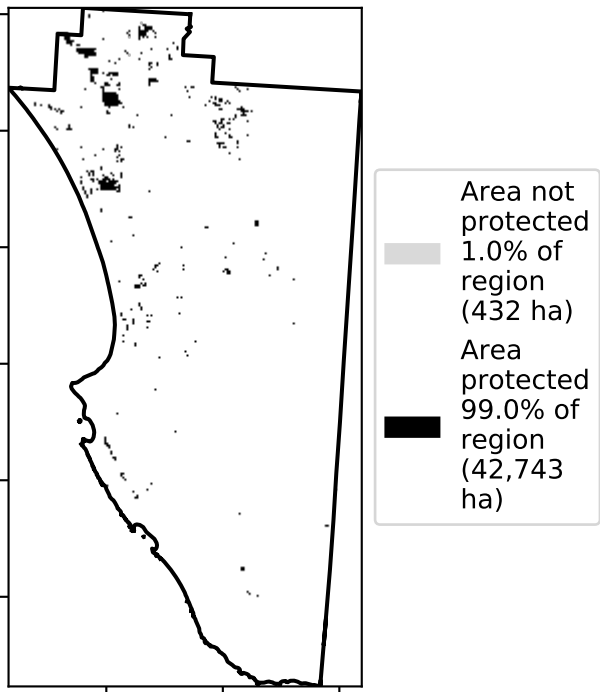 Area not
protected
1.0% of
region
(432 ha)
Area
protected
99.0% of
region
(42,743
ha)